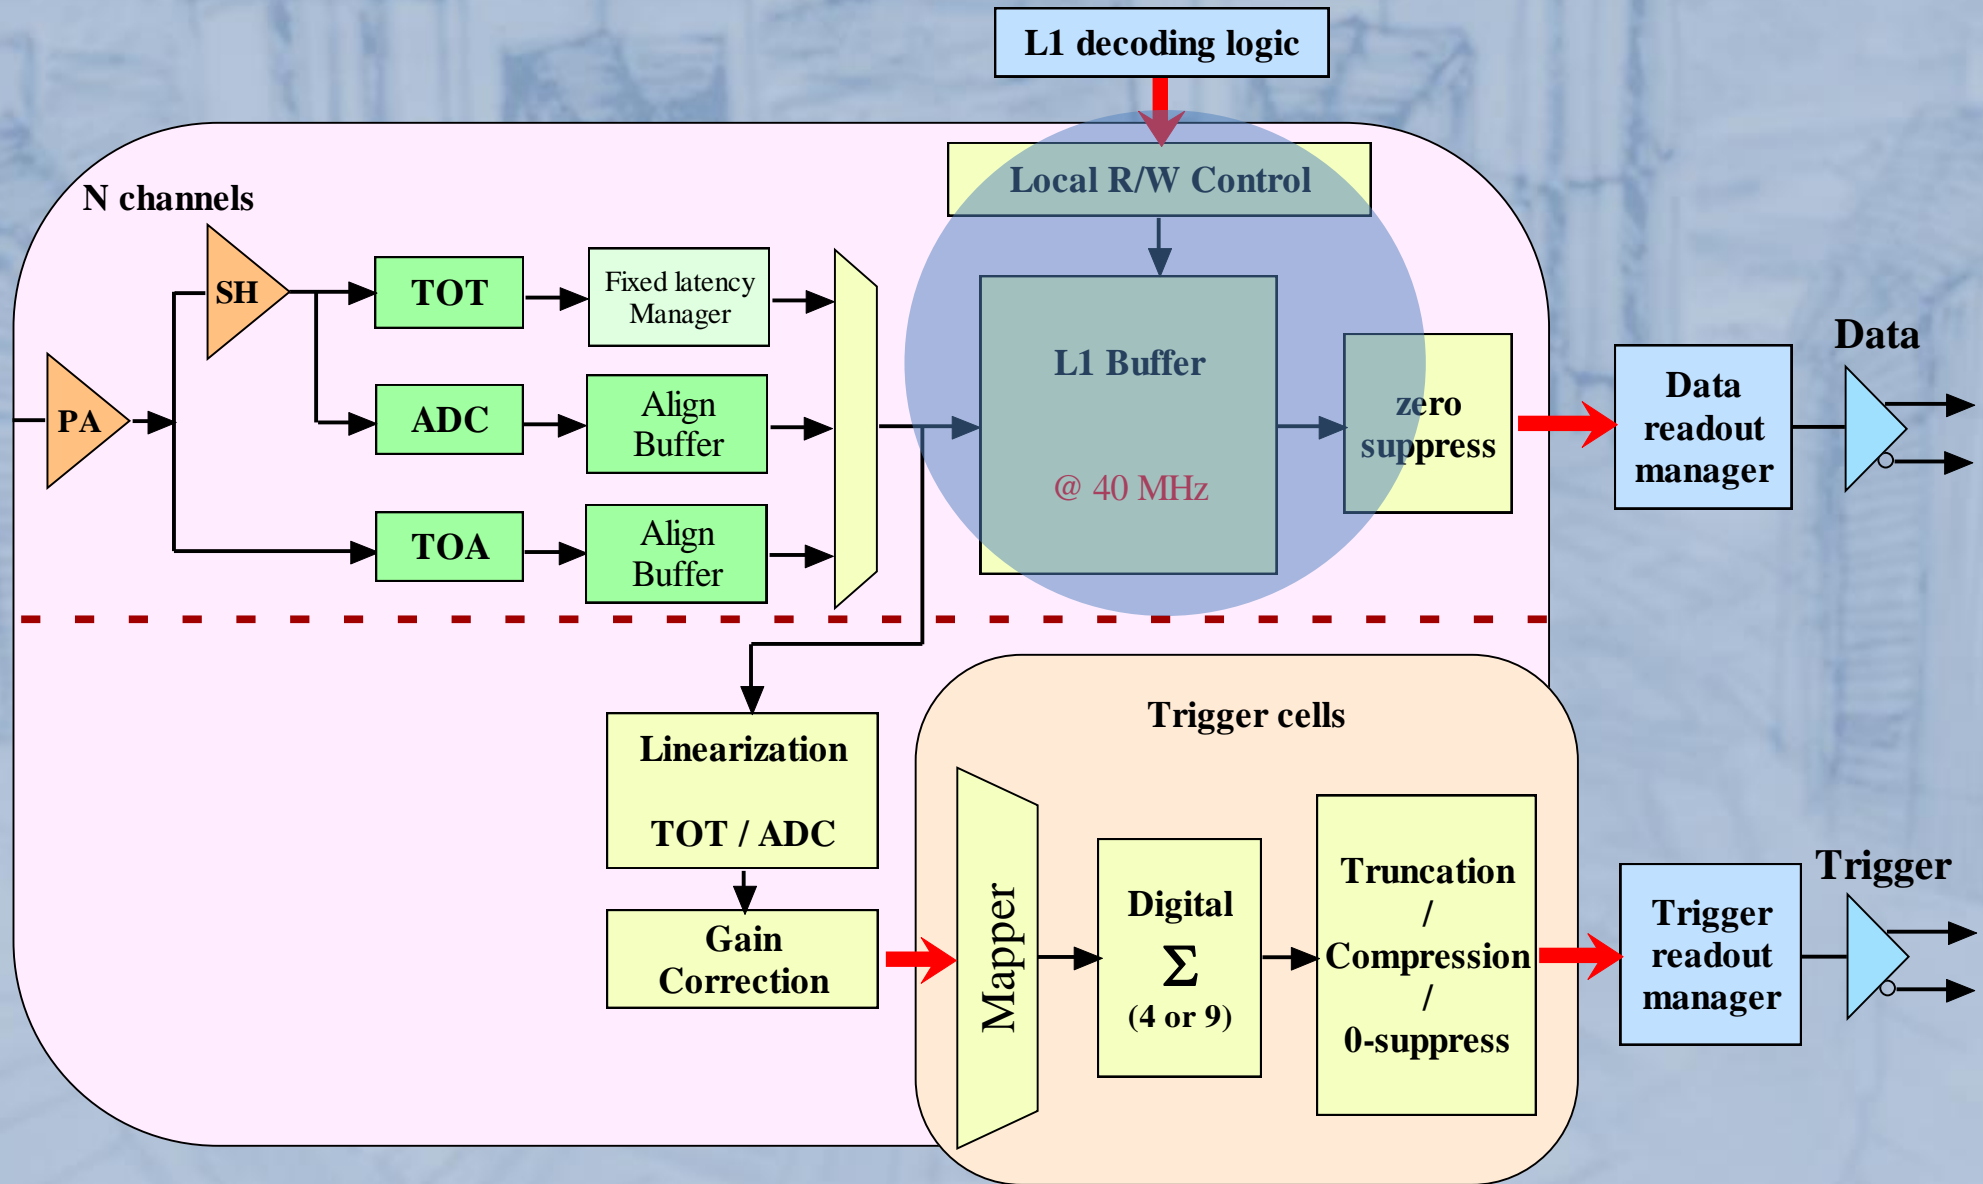 L1 decoding logic
Local R/W Control
N channels
SH
TOT
Fixed latency
Manager
PA
ADC
Align
Buffer
TOA
Align
Buffer
L1 Buffer
@ 40 MHz
zero
suppress
Data
readout
manager
Data
Linearization
TOT / ADC
Gain
Correction
Trigger cells
Mapper
Digital
Σ
(4 or 9)
Truncation
/
Compression
/
0-suppress
Trigger
readout
manager
Trigger